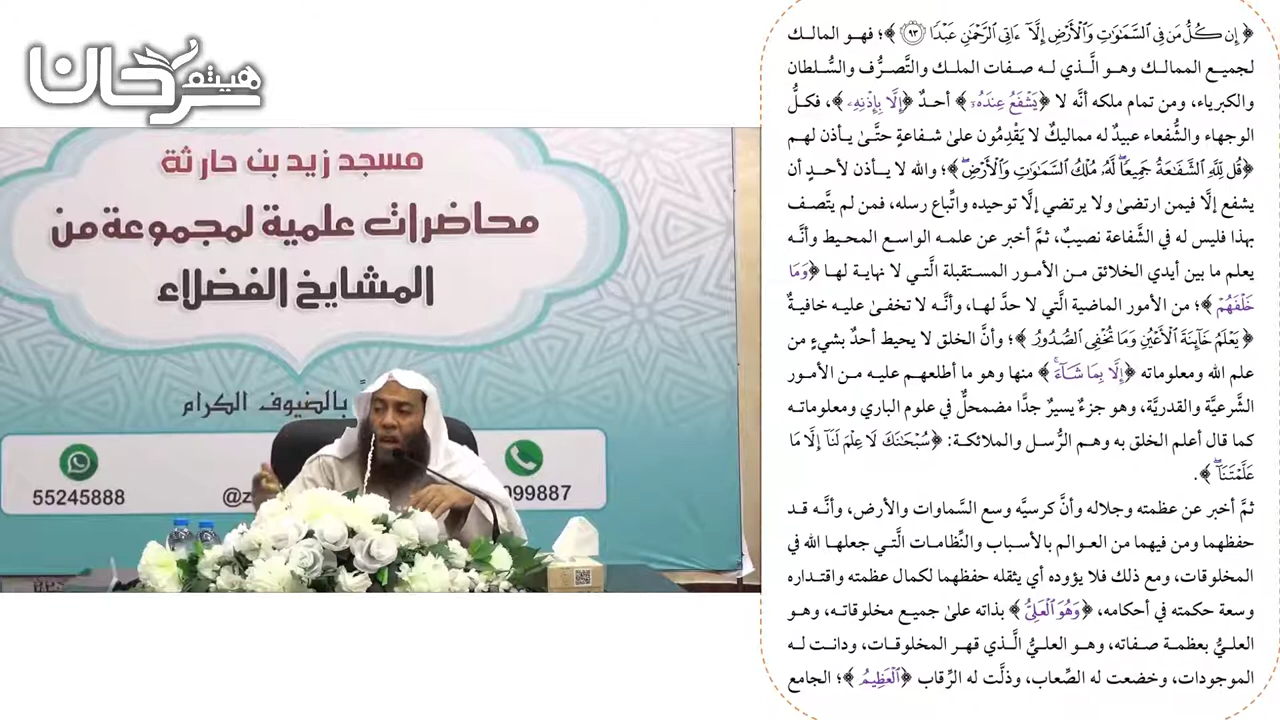 هيثم
سرحان
مسجد زيد بن حارثة
محاضرات علمية لمجموعة من
المشايخ الفضلاء
بالضيوف الكرام
55245888
@z
099887
﴿إِن كُلُّ مَن فِى ٱلسَّمَٰوَٰتِ وَٱلْأَرْضِ إِلَّآ ءَاتِى ٱلرَّحْمَٰنِ عَبْدًا ۝٩٣﴾؛ فهو المالك
لجميع الممالك وهو الَّذي له صفات الملك والتَّصرُّف والسُّلطان
والكبرياء، ومن تمام ملكه أنَّه لا ﴿يَشْفَعُ عِندَهُۥٓ﴾ أحدٌ ﴿إِلَّا بِإِذْنِهِۦ﴾، فكلُّ
الوجهاء والشُّفعاء عبيدٌ له مماليكٌ لا يَقْدِمُون علىٰ شفاعةٍ حتَّىٰ يأذن لهم
﴿قُل لِّلَّهِ ٱلشَّفَٰعَةُ جَمِيعًا ۖ لَّهُۥ مُلْكُ ٱلسَّمَٰوَٰتِ وَٱلْأَرْضِ ۖ﴾؛ والله لا يأذن لأحدٍ أن
يشفع إلَّا فيمن ارتضىٰ ولا يرتضي إلَّا توحيده واتِّباع رسله، فمن لم يتَّصف
بهذا فليس له في الشَّفاعة نصيبٌ، ثمَّ أخبر عن علمه الواسع المحيط وأنَّه
يعلم ما بين أيدي الخلائق من الأمور المستقبلة الَّتي لا نهاية لها ﴿وَمَا
خَلْفَهُمْ﴾؛ من الأمور الماضية الَّتي لا حدَّ لها، وأنَّه لا تخفىٰ عليه خافيةٌ
﴿يَعْلَمُ خَآئِنَةَ ٱلْأَعْيُنِ وَمَا تُخْفِى ٱلصُّدُورُ﴾؛ وأنَّ الخلق لا يحيط أحدٌ بشيءٍ من
علم الله ومعلوماته ﴿إِلَّا بِمَا شَآءَ ۚ﴾ منها وهو ما أطلعهم عليه من الأمور
الشَّرعيَّة والقدريَّة، وهو جزءٌ يسيرٌ جدًّا مضمحلٌّ في علوم الباري ومعلوماته
كما قال أعلم الخلق به وهم الرُّسل والملائكة: ﴿سُبْحَٰنَكَ لَا عِلْمَ لَنَآ إِلَّا مَا
عَلَّمْتَنَآ ۖ﴾.
ثمَّ أخبر عن عظمته وجلاله وأنَّ كرسيَّه وسع السَّماوات والأرض، وأنَّه قد
حفظهما ومن فيهما من العوالم بالأسباب والنِّظامات الَّتي جعلها الله في
المخلوقات، ومع ذلك فلا يؤوده أي يثقله حفظهما لكمال عظمته واقتداره
وسعة حكمته في أحكامه، ﴿وَهُوَ ٱلْعَلِىُّ﴾ بذاته علىٰ جميع مخلوقاته، وهو
العليُّ بعظمة صفاته، وهو العليُّ الَّذي قهر المخلوقات، ودانت له
الموجودات، وخضعت له الصِّعاب، وذلَّت له الرِّقاب ﴿ٱلْعَظِيمُ﴾؛ الجامع